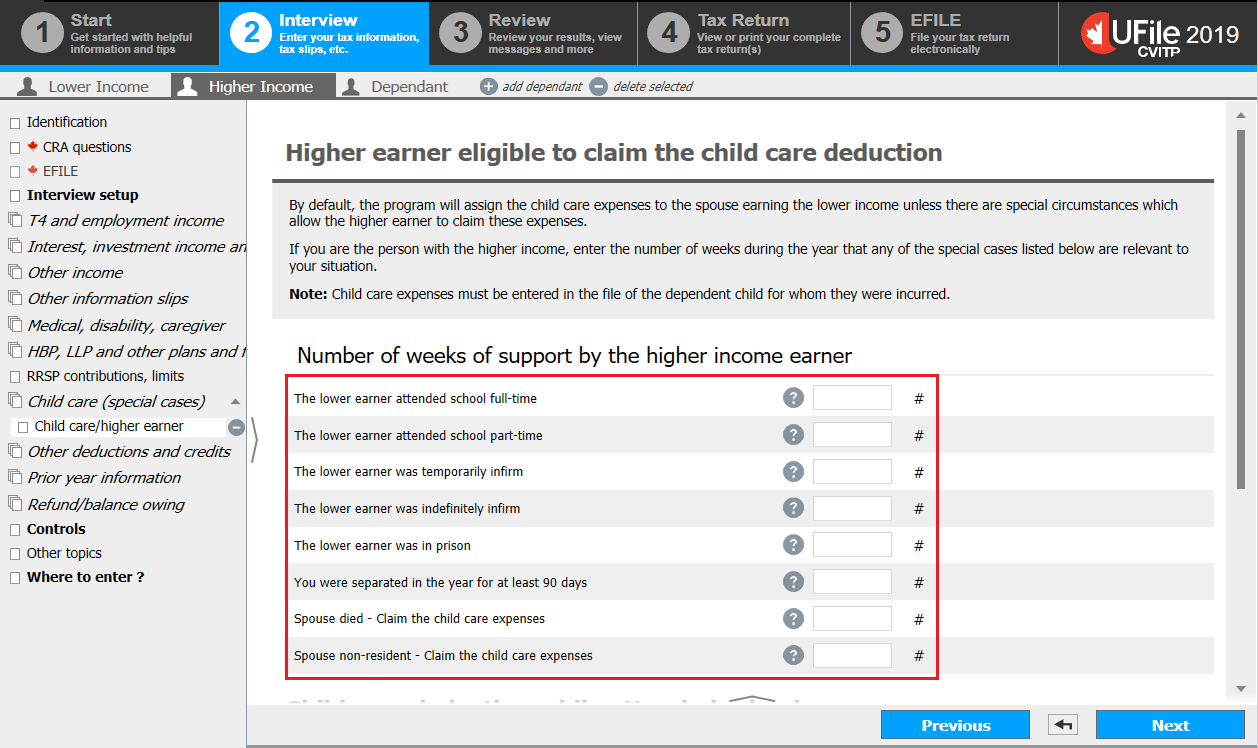 1
Start
Get started with helpful
information and tips
2
Interview
Enter your tax information,
tax slips, etc.
3
Review
Review your results, view
messages and more
4
Tax Return
View or print your complete
tax return(s)
5
EFILE
File your tax return
electronically
UFile 2019
CVITP
Lower Income
Higher Income
Dependant
add dependant
delete selected
Identification
CRA questions
EFILE
Interview setup
T4 and employment income
Interest, investment income an
Other income
Other information slips
Medical, disability, caregiver
HBP, LLP and other plans and f
RRSP contributions, limits
Child care (special cases)
Child care/higher earner
Other deductions and credits
Prior year information
Refund/balance owing
Controls
Other topics
Where to enter ?
Higher earner eligible to claim the child care deduction
By default, the program will assign the child care expenses to the spouse earning the lower income unless there are special circumstances which
allow the higher earner to claim these expenses.
If you are the person with the higher income, enter the number of weeks during the year that any of the special cases listed below are relevant to
your situation.
Note: Child care expenses must be entered in the file of the dependent child for whom they were incurred.
Number of weeks of support by the higher income earner
The lower earner attended school full-time ? #
The lower earner attended school part-time ? #
The lower earner was temporarily infirm ? #
The lower earner was indefinitely infirm ? #
The lower earner was in prison ? #
You were separated in the year for at least 90 days ? #
Spouse died - Claim the child care expenses ? #
Spouse non-resident - Claim the child care expenses ? #
Previous
Next